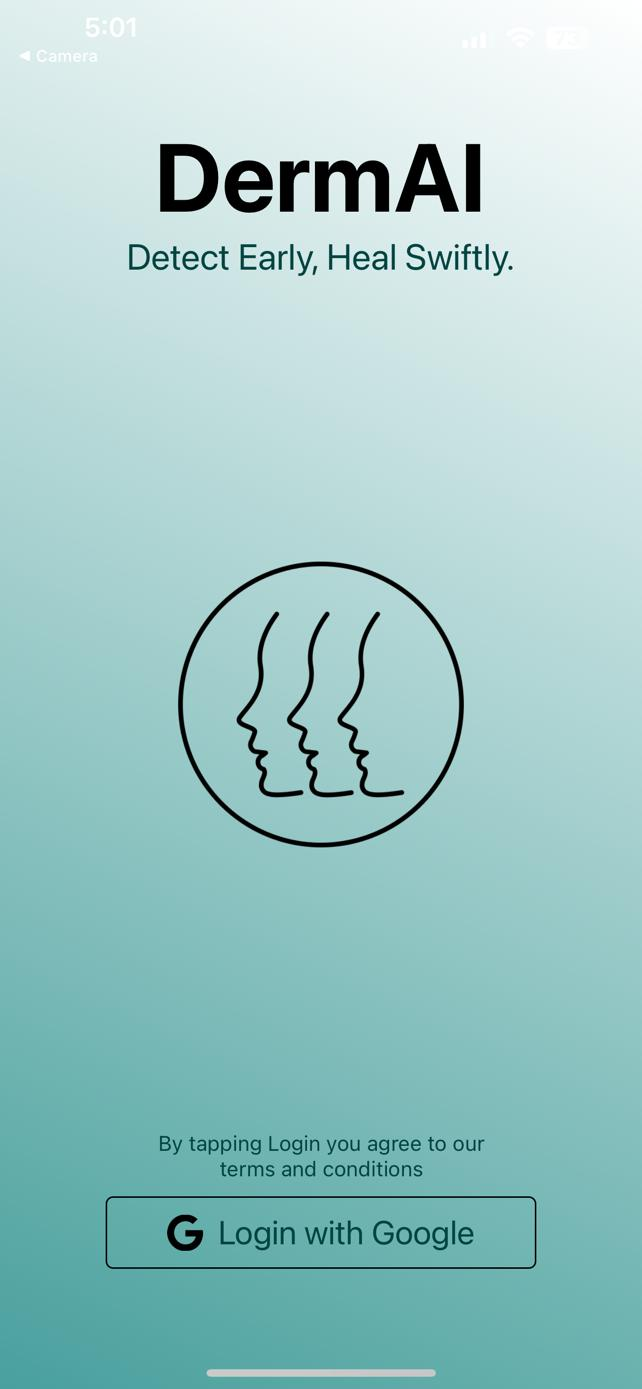 5:01
◀ Camera
73
DermAI
Detect Early, Heal Swiftly.
By tapping Login you agree to our
terms and conditions
G Login with Google